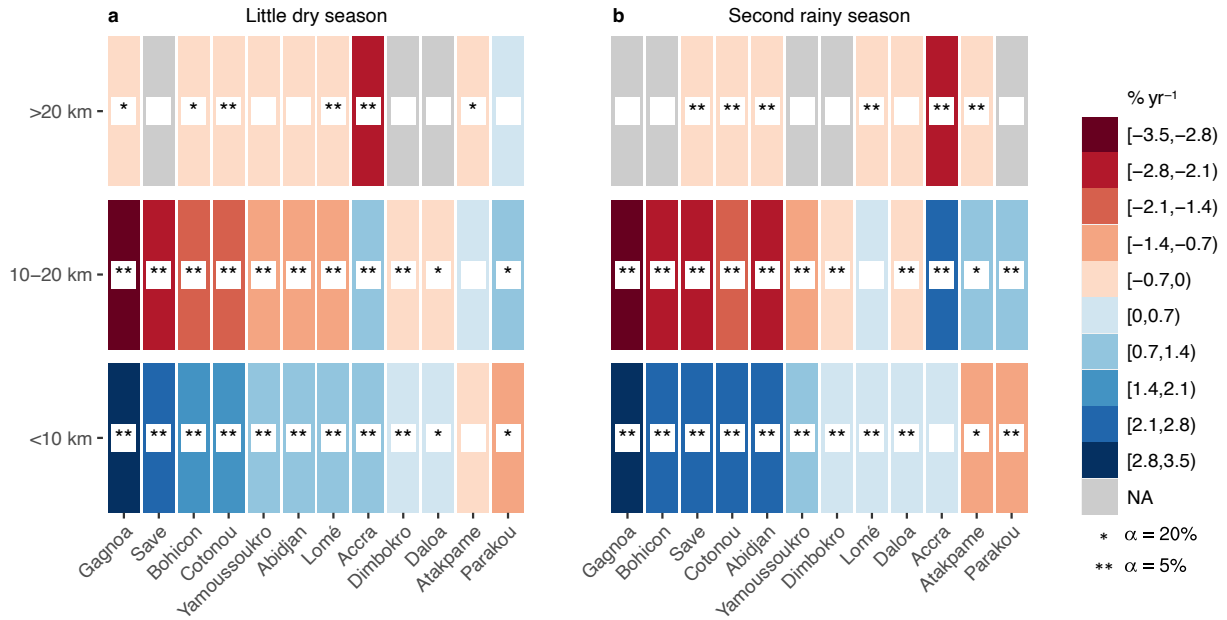 a Little dry season
b Second rainy season
>20 km
* * ** ** ** *
** ** ** ** ** **
10−20 km
** ** ** ** ** ** ** ** ** * *
** ** ** ** ** ** ** ** ** * **
<10 km
** ** ** ** ** ** ** ** ** * *
** ** ** ** ** ** ** ** ** * **
Gagnoa
Save
Bohicon
Cotonou
Yamoussoukro
Abidjan
Lomé
Accra
Dimbokro
Daloa
Atakpame
Parakou
Gagnoa
Bohicon
Save
Cotonou
Abidjan
Yamoussoukro
Dimbokro
Lomé
Daloa
Accra
Atakpame
Parakou
% yr⁻¹
[−3.5,−2.8)
[−2.8,−2.1)
[−2.1,−1.4)
[−1.4,−0.7)
[−0.7,0)
[0,0.7)
[0.7,1.4)
[1.4,2.1)
[2.1,2.8)
[2.8,3.5)
NA
* α = 20%
** α = 5%